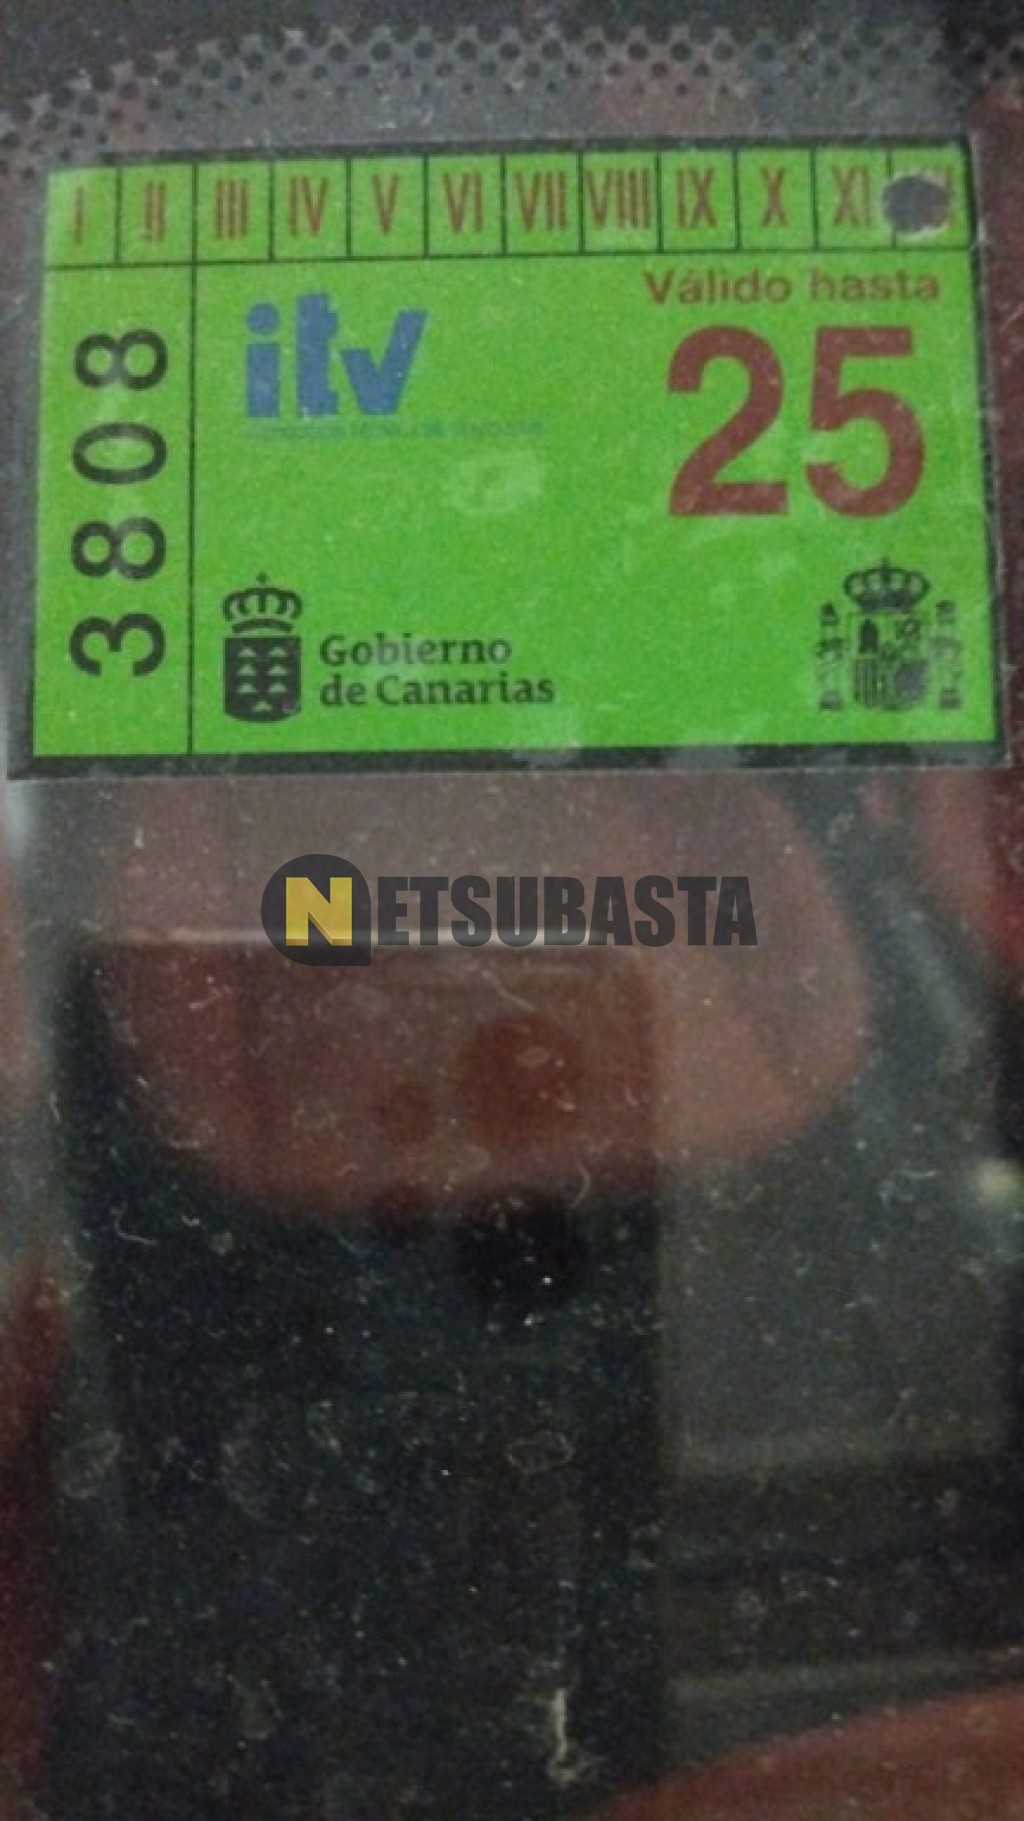 I II III IV V VI VII VIII IX X XI
Válido hasta
25
itv
3808
Gobierno
de Canarias
NETSUBASTA